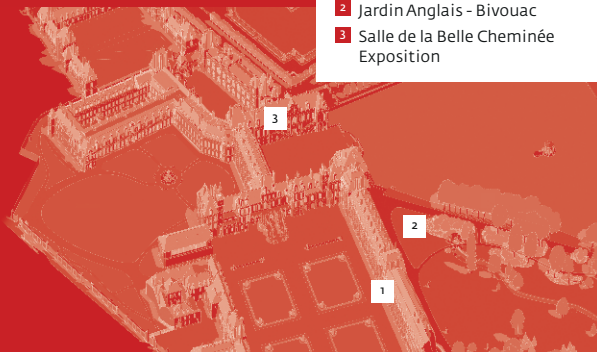 2 Jardin Anglais - Bivouac
3 Salle de la Belle Cheminée
Exposition
3
2
1